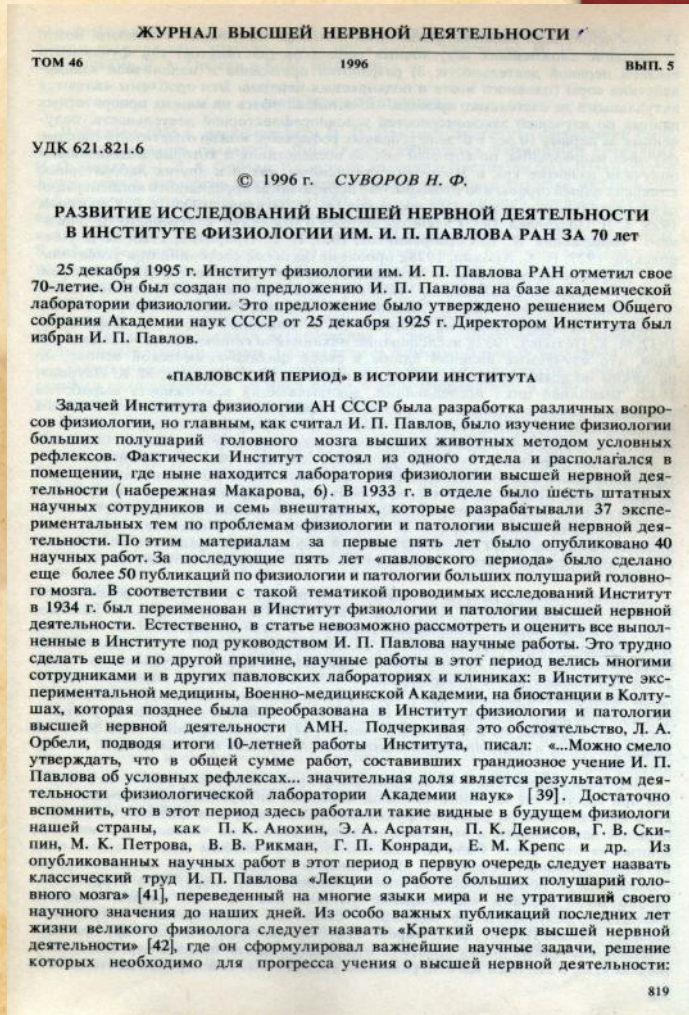 ЖУРНАЛ ВЫСШЕЙ НЕРВНОЙ ДЕЯТЕЛЬНОСТИ
ТОМ 46 1996 ВЫП. 5
УДК 621.821.6
© 1996 г. СУВОРОВ Н. Ф.
РАЗВИТИЕ ИССЛЕДОВАНИЙ ВЫСШЕЙ НЕРВНОЙ ДЕЯТЕЛЬНОСТИ
В ИНСТИТУТЕ ФИЗИОЛОГИИ ИМ. И. П. ПАВЛОВА РАН ЗА 70 лет
25 декабря 1995 г. Институт физиологии им. И. П. Павлова РАН отметил свое
70-летие. Он был создан по предложению И. П. Павлова на базе академической
лаборатории физиологии. Это предложение было утверждено решением Общего
собрания Академии наук СССР от 25 декабря 1925 г. Директором Института был
избран И. П. Павлов.
«ПАВЛОВСКИЙ ПЕРИОД» В ИСТОРИИ ИНСТИТУТА
Задачей Института физиологии АН СССР была разработка различных вопро-
сов физиологии, но главным, как считал И. П. Павлов, было изучение физиологии
больших полушарий головного мозга высших животных методом условных
рефлексов. Фактически Институт состоял из одного отдела и располагался в
помещении, где ныне находится лаборатория физиологии высшей нервной дея-
тельности (набережная Макарова, 6). В 1933 г. в отделе было шесть штатных
научных сотрудников и семь внештатных, которые разрабатывали 37 экспе-
риментальных тем по проблемам физиологии и патологии высшей нервной дея-
тельности. По этим материалам за первые пять лет было опубликовано 40
научных работ. За последующие пять лет «павловского периода» было сделано
еще более 50 публикаций по физиологии и патологии больших полушарий головно-
го мозга. В соответствии с такой тематикой проводимых исследований Институт
в 1934 г. был переименован в Институт физиологии и патологии высшей нервной
деятельности. Естественно, в статье невозможно рассмотреть и оценить все выпол-
ненные в Институте под руководством И. П. Павлова научные работы. Это трудно
сделать еще и по другой причине, научные работы в этот период велись многими
сотрудниками и в других павловских лабораториях и клиниках: в Институте экс-
периментальной медицины, Военно-медицинской Академии, на биостанции в Колту-
шах, которая позднее была преобразована в Институт физиологии и патологии
высшей нервной деятельности АМН. Подчеркивая это обстоятельство, Л. А.
Орбели, подводя итоги 10-летней работы Института, писал: «...Можно смело
утверждать, что в общей сумме работ, составивших грандиозное учение И. П.
Павлова об условных рефлексах... значительная доля является результатом дея-
тельности физиологической лаборатории Академии наук» [39]. Достаточно
вспомнить, что в этот период здесь работали такие видные в будущем физиологи
нашей страны, как П. К. Анохин, Э. А. Асратян, П. К. Денисов, Г. В. Ски-
пин, М. К. Петрова, В. В. Рикман, Г. П. Конради, Е. М. Крепс и др. Из
опубликованных научных работ в этот период в первую очередь следует назвать
классический труд И. П. Павлова «Лекции о работе больших полушарий голо-
вного мозга» [41], переведенный на многие языки мира и не утративший своего
научного значения до наших дней. Из особо важных публикаций последних лет
жизни великого физиолога следует назвать «Краткий очерк высшей нервной
деятельности» [42], где он сформулировал важнейшие научные задачи, решение
которых необходимо для прогресса учения о высшей нервной деятельности:
819